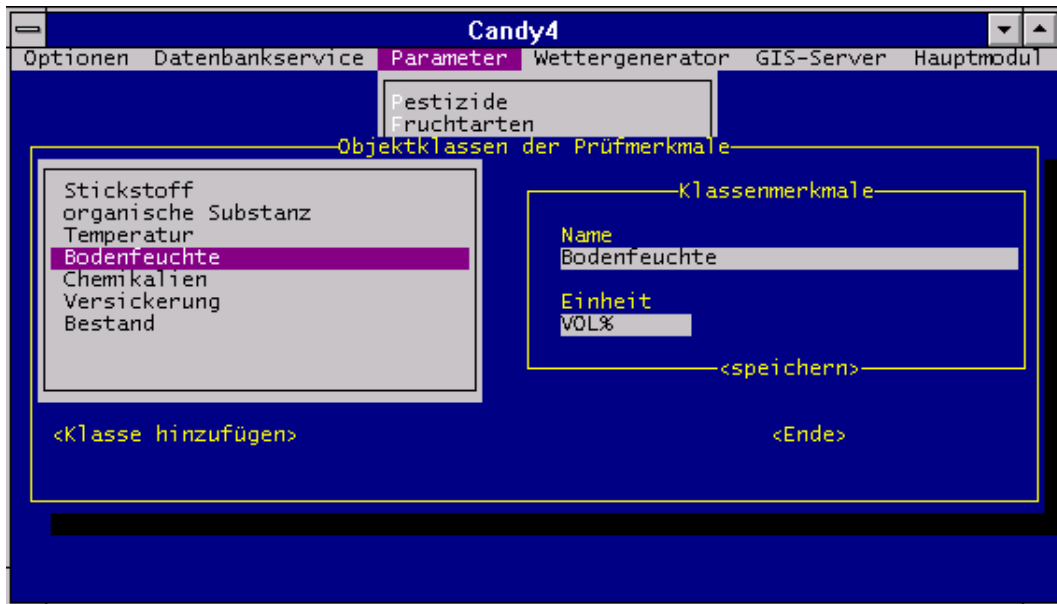 Candy4
Optionen Datenbankservice Parameter Wettergenerator GIS-Server Hauptmodul
Pestizide
Fruchtarten
Objektklassen der Prüfmerkmale
Stickstoff
organische Substanz
Temperatur
Bodenfeuchte
Chemikalien
Versickerung
Bestand
Klassenmerkmale
Name
Bodenfeuchte
Einheit
VOL%
<speichern>
<Klasse hinzufügen>
<Ende>